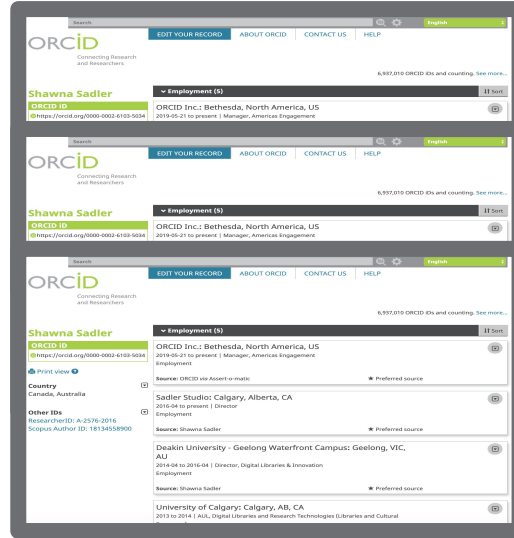 Search
English
ORCID
EDIT YOUR RECORD ABOUT ORCID CONTACT US HELP
Connecting Research
and Researchers
6,937,010 ORCID IDs and counting. See more...
Shawna Sadler
Employment (5) Sort
ORCID iD
https://orcid.org/0000-0002-6103-5034
ORCID Inc.: Bethesda, North America, US
2019-05-21 to present | Manager, Americas Engagement
Search
English
ORCID
EDIT YOUR RECORD ABOUT ORCID CONTACT US HELP
Connecting Research
and Researchers
6,937,010 ORCID IDs and counting. See more...
Shawna Sadler
Employment (5) Sort
ORCID iD
https://orcid.org/0000-0002-6103-5034
ORCID Inc.: Bethesda, North America, US
2019-05-21 to present | Manager, Americas Engagement
Search
English
ORCID
EDIT YOUR RECORD ABOUT ORCID CONTACT US HELP
Connecting Research
and Researchers
6,937,010 ORCID IDs and counting. See more...
Shawna Sadler
Employment (5) Sort
ORCID iD
https://orcid.org/0000-0002-6103-5034
Print view
Country
Canada, Australia
Other IDs
ResearcherID: A-2576-2016
Scopus Author ID: 18134558900
ORCID Inc.: Bethesda, North America, US
2019-05-21 to present | Manager, Americas Engagement
Employment
Source: ORCID via Assert-o-matic ★ Preferred source
Sadler Studio: Calgary, Alberta, CA
2016-04 to present | Director
Employment
Source: Shawna Sadler ★ Preferred source
Deakin University - Geelong Waterfront Campus: Geelong, VIC,
AU
2014-04 to 2016-04 | Director, Digital Libraries & Innovation
Employment
Source: Shawna Sadler ★ Preferred source
University of Calgary: Calgary, AB, CA
2013 to 2014 | AUL, Digital Libraries and Research Technologies (Libraries and Cultural